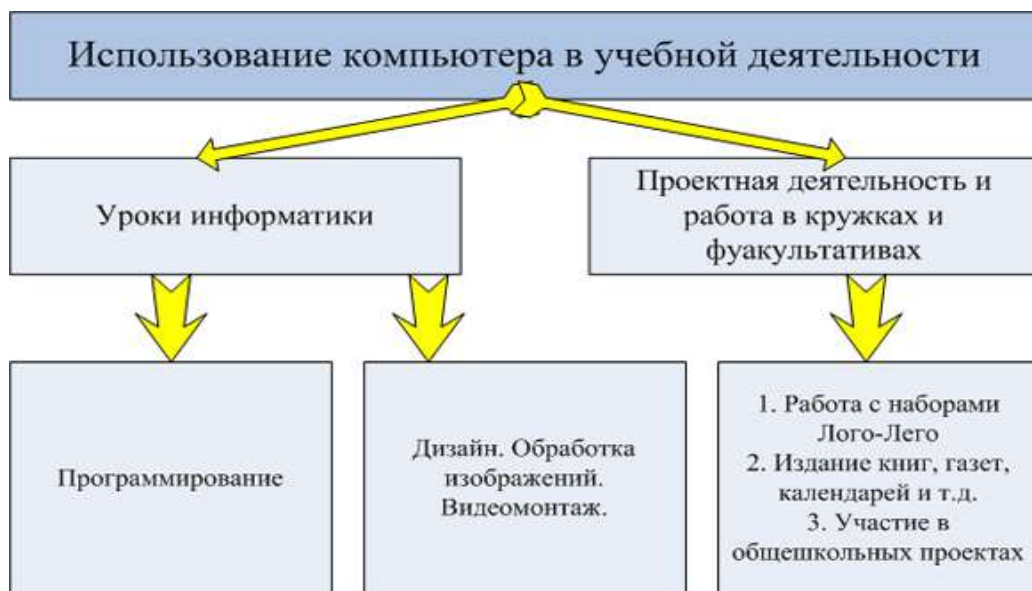 Использование компьютера в учебной деятельности
Уроки информатики
Проектная деятельность и
работа в кружках и
фуакультативах
Программирование
Дизайн. Обработка
изображений.
Видеомонтаж.
1. Работа с наборами
Лого-Лего
2. Издание книг, газет,
календарей и т.д.
3. Участие в
общешкольных проектах